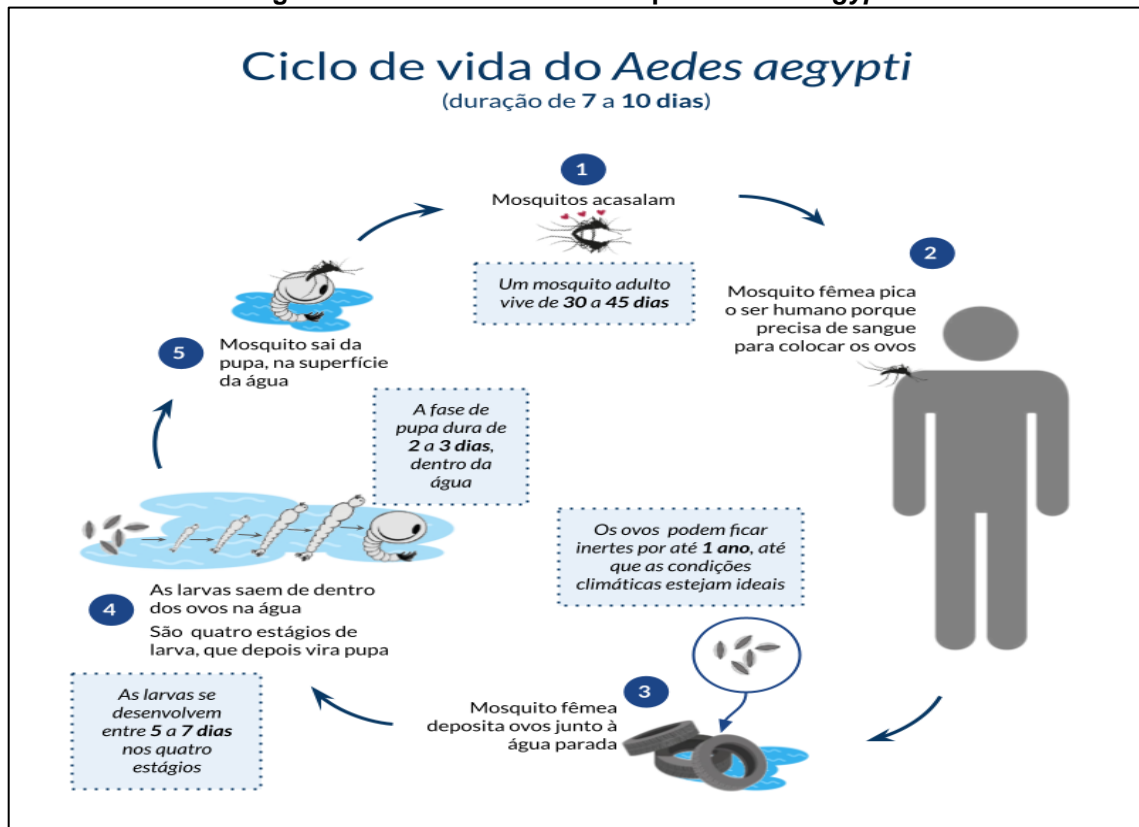 Ciclo de vida do Aedes aegypti
(duração de 7 a 10 dias)
1
Mosquitos acasalam
Um mosquito adulto
vive de 30 a 45 dias
2
Mosquito fêmea pica
o ser humano porque
precisa de sangue
para colocar os ovos
Os ovos podem ficar
inertes por até 1 ano, até
que as condições
climáticas estejam ideais
3
Mosquito fêmea
deposita ovos junto à
água parada
4
As larvas saem de dentro
dos ovos na água
São quatro estágios de
larva, que depois vira pupa
As larvas se
desenvolvem
entre 5 a 7 dias
nos quatro
estágios
A fase de
pupa dura de
2 a 3 dias,
dentro da
água
5
Mosquito sai da
pupa, na superfície
da água